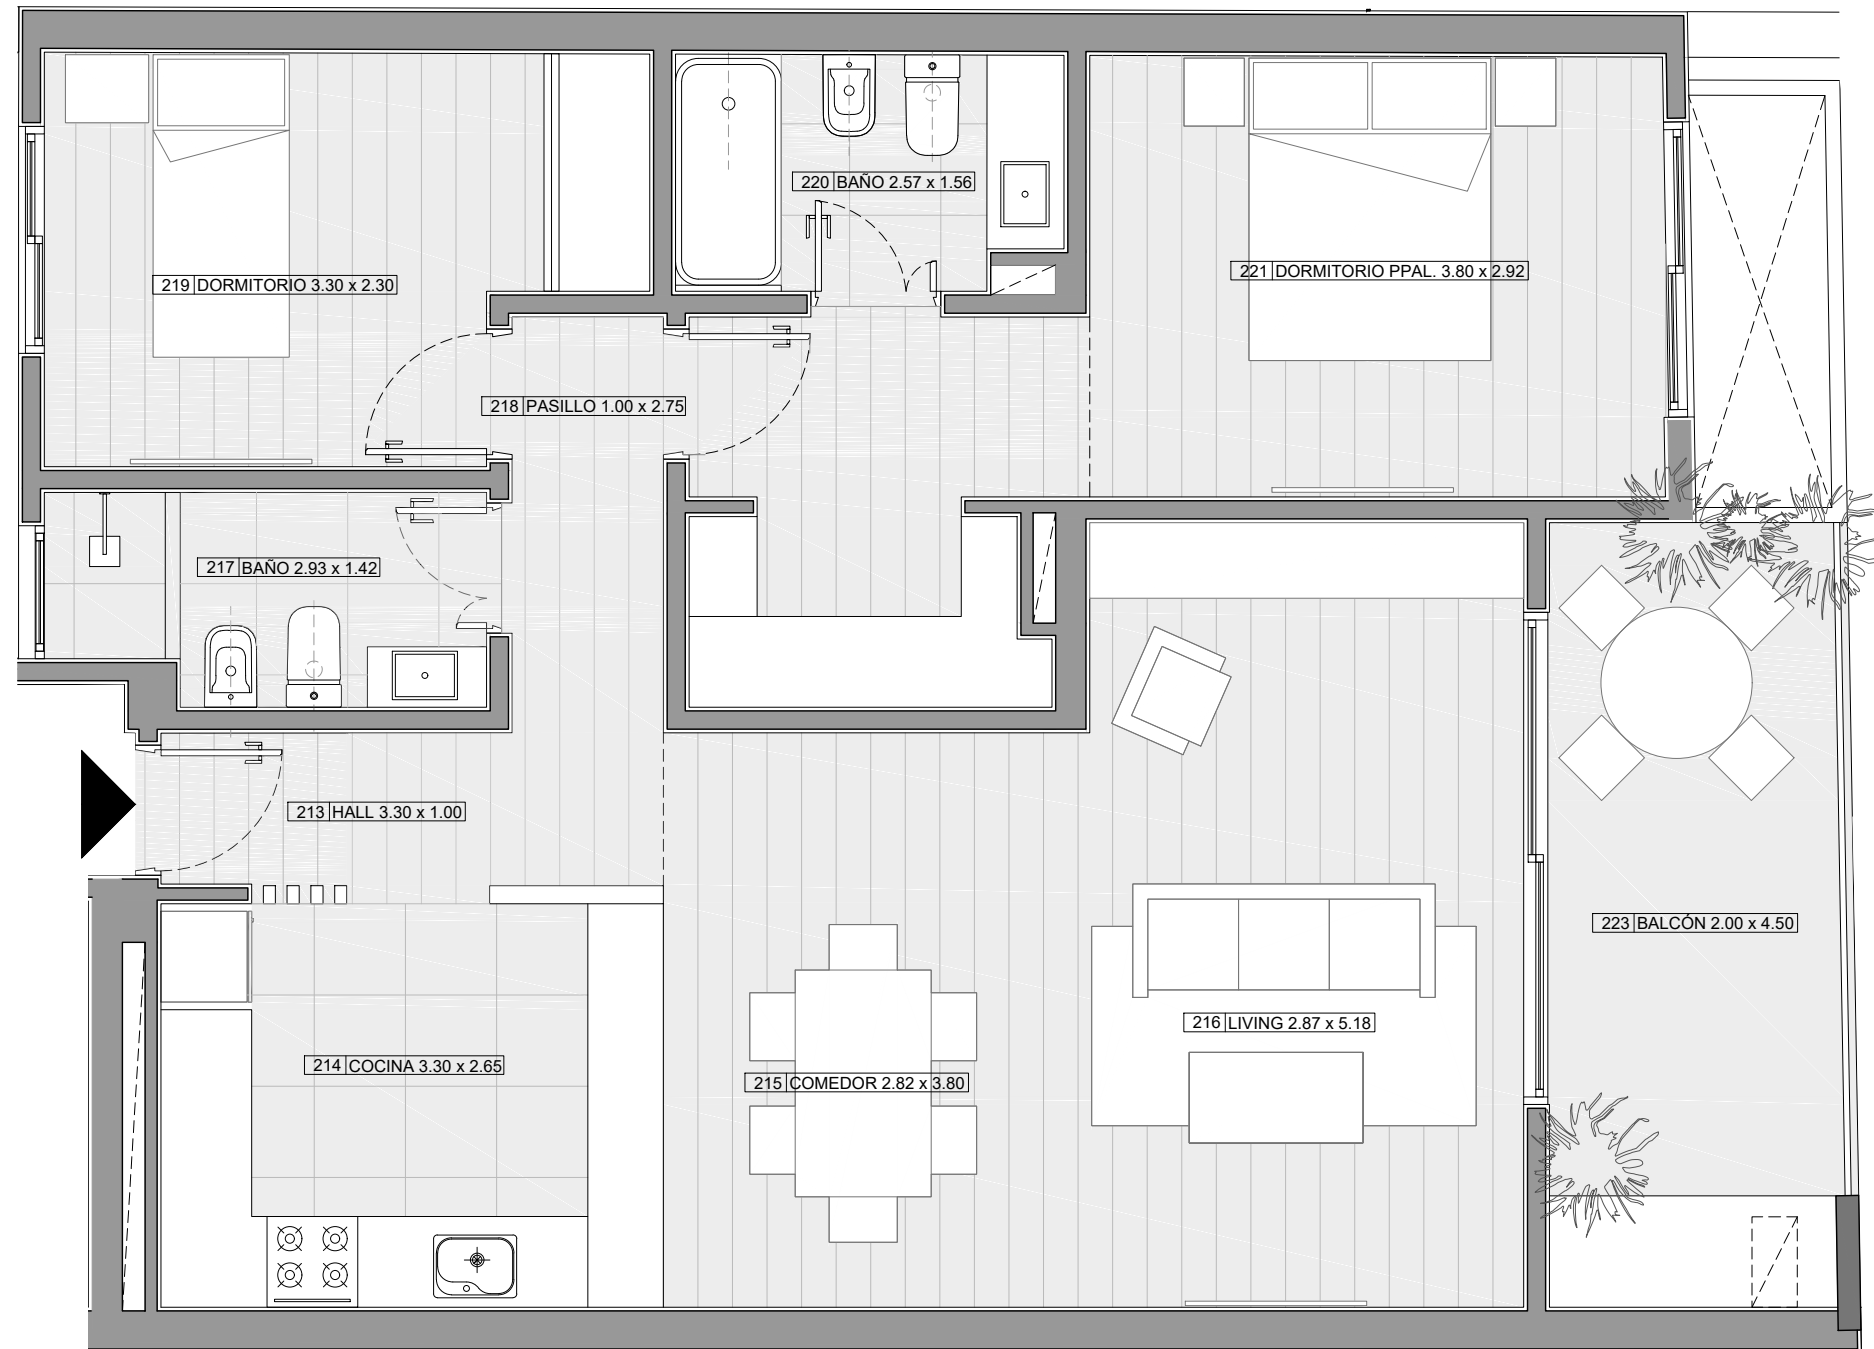 220 BAÑO 2.57 x 1.56
219 DORMITORIO 3.30 x 2.30
221 DORMITORIO PPAL. 3.80 x 2.92
218 PASILLO 1.00 x 2.75
217 BAÑO 2.93 x 1.42
213 HALL 3.30 x 1.00
223 BALCÓN 2.00 x 4.50
216 LIVING 2.87 x 5.18
214 COCINA 3.30 x 2.65
215 COMEDOR 2.82 x 3.80